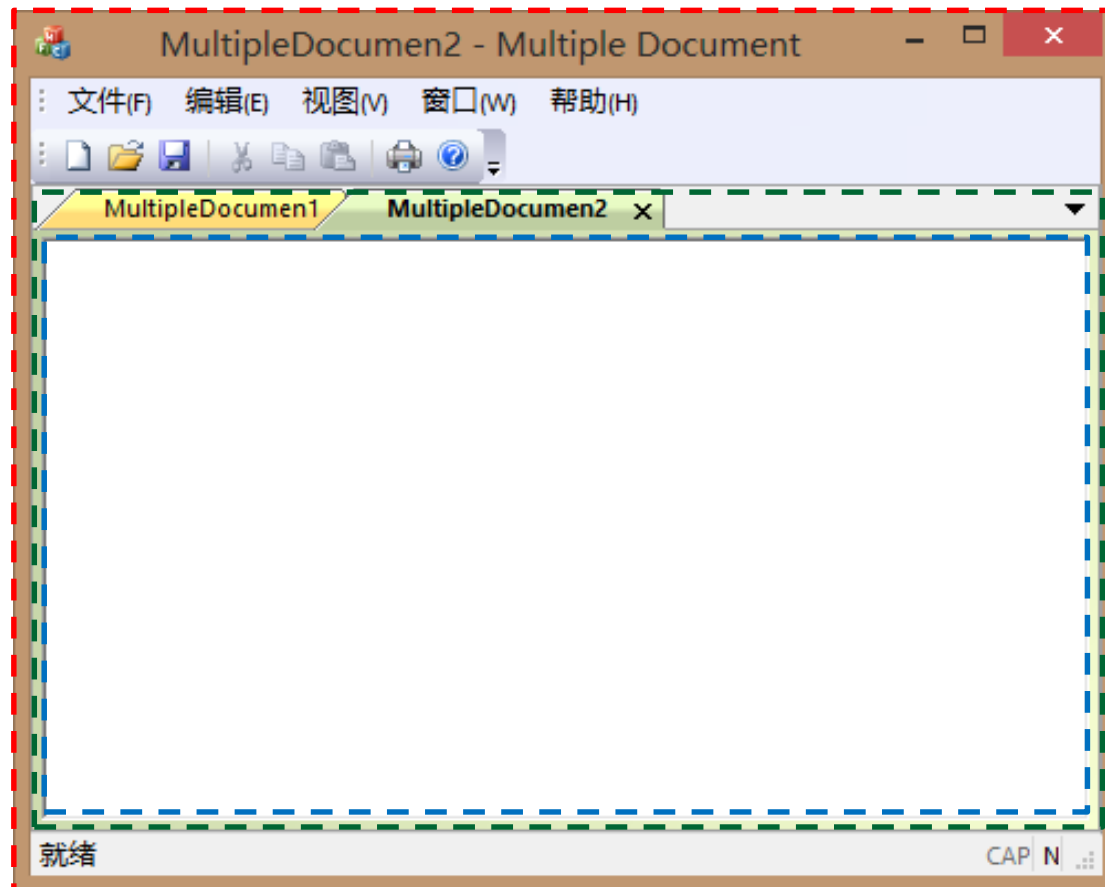 MultipleDocumen2 - Multiple Document
文件(F) 编辑(E) 视图(V) 窗口(W) 帮助(H)
MultipleDocumen1 MultipleDocumen2
就绪 CAP N